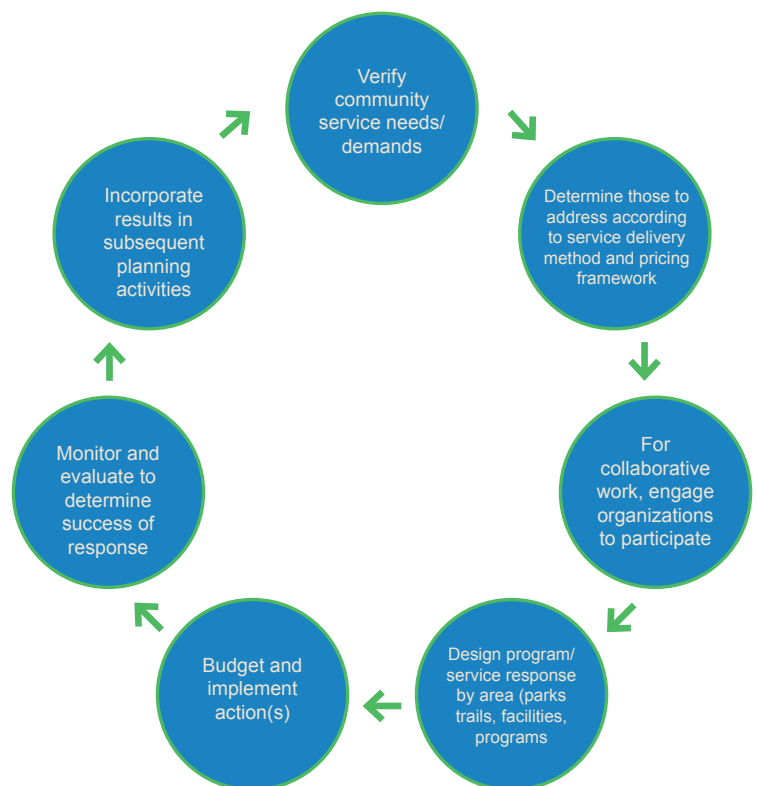 Verify
community
service needs/
demands
Determine those to
address according
to service delivery
method and pricing
framework
For
collaborative
work, engage
organizations
to participate
Design program/
service response
by area (parks
trails, facilities,
programs
Budget and
implement
action(s)
Monitor and
evaluate to
determine
success of
response
Incorporate
results in
subsequent
planning
activities